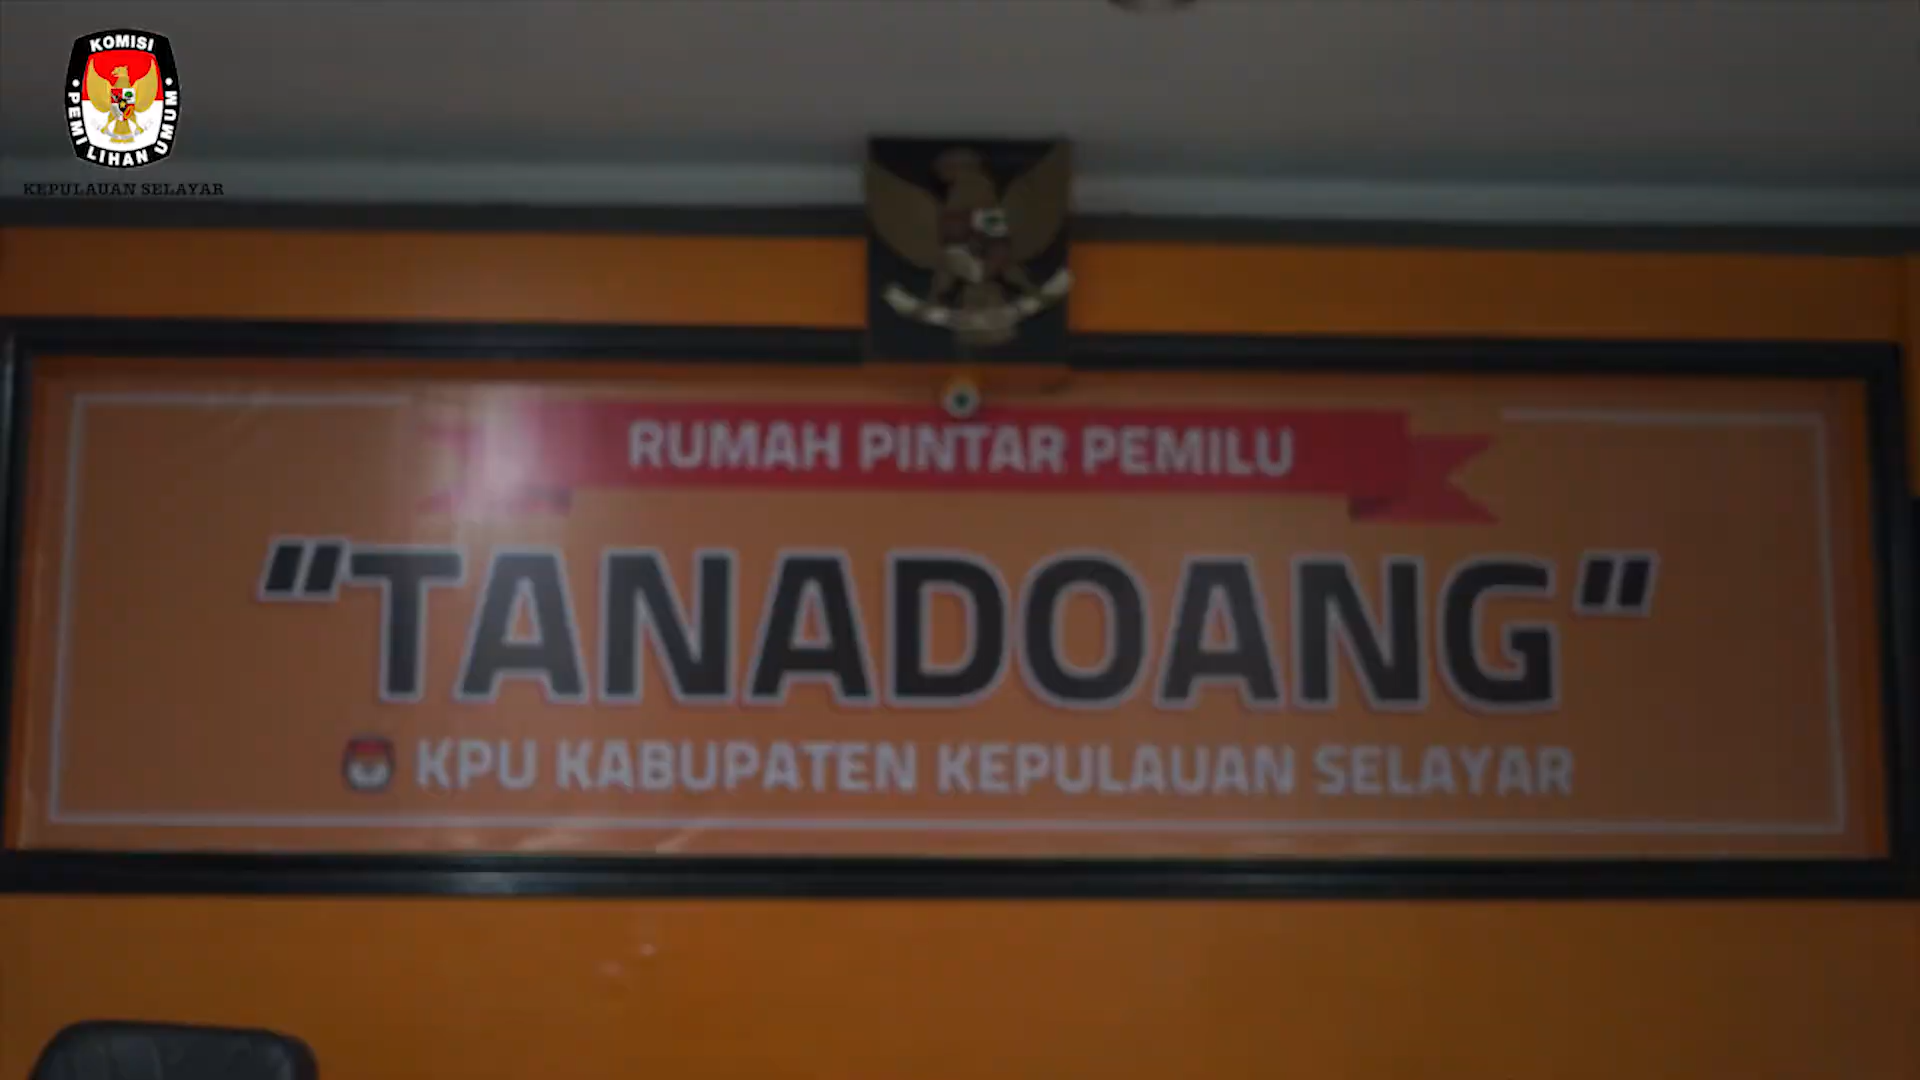 KOMISI
PEMILIHAN UMUM
KEPULAUAN SELAYAR
RUMAH PINTAR PEMILU
"TANADOANG"
KPU KABUPATEN KEPULAUAN SELAYAR